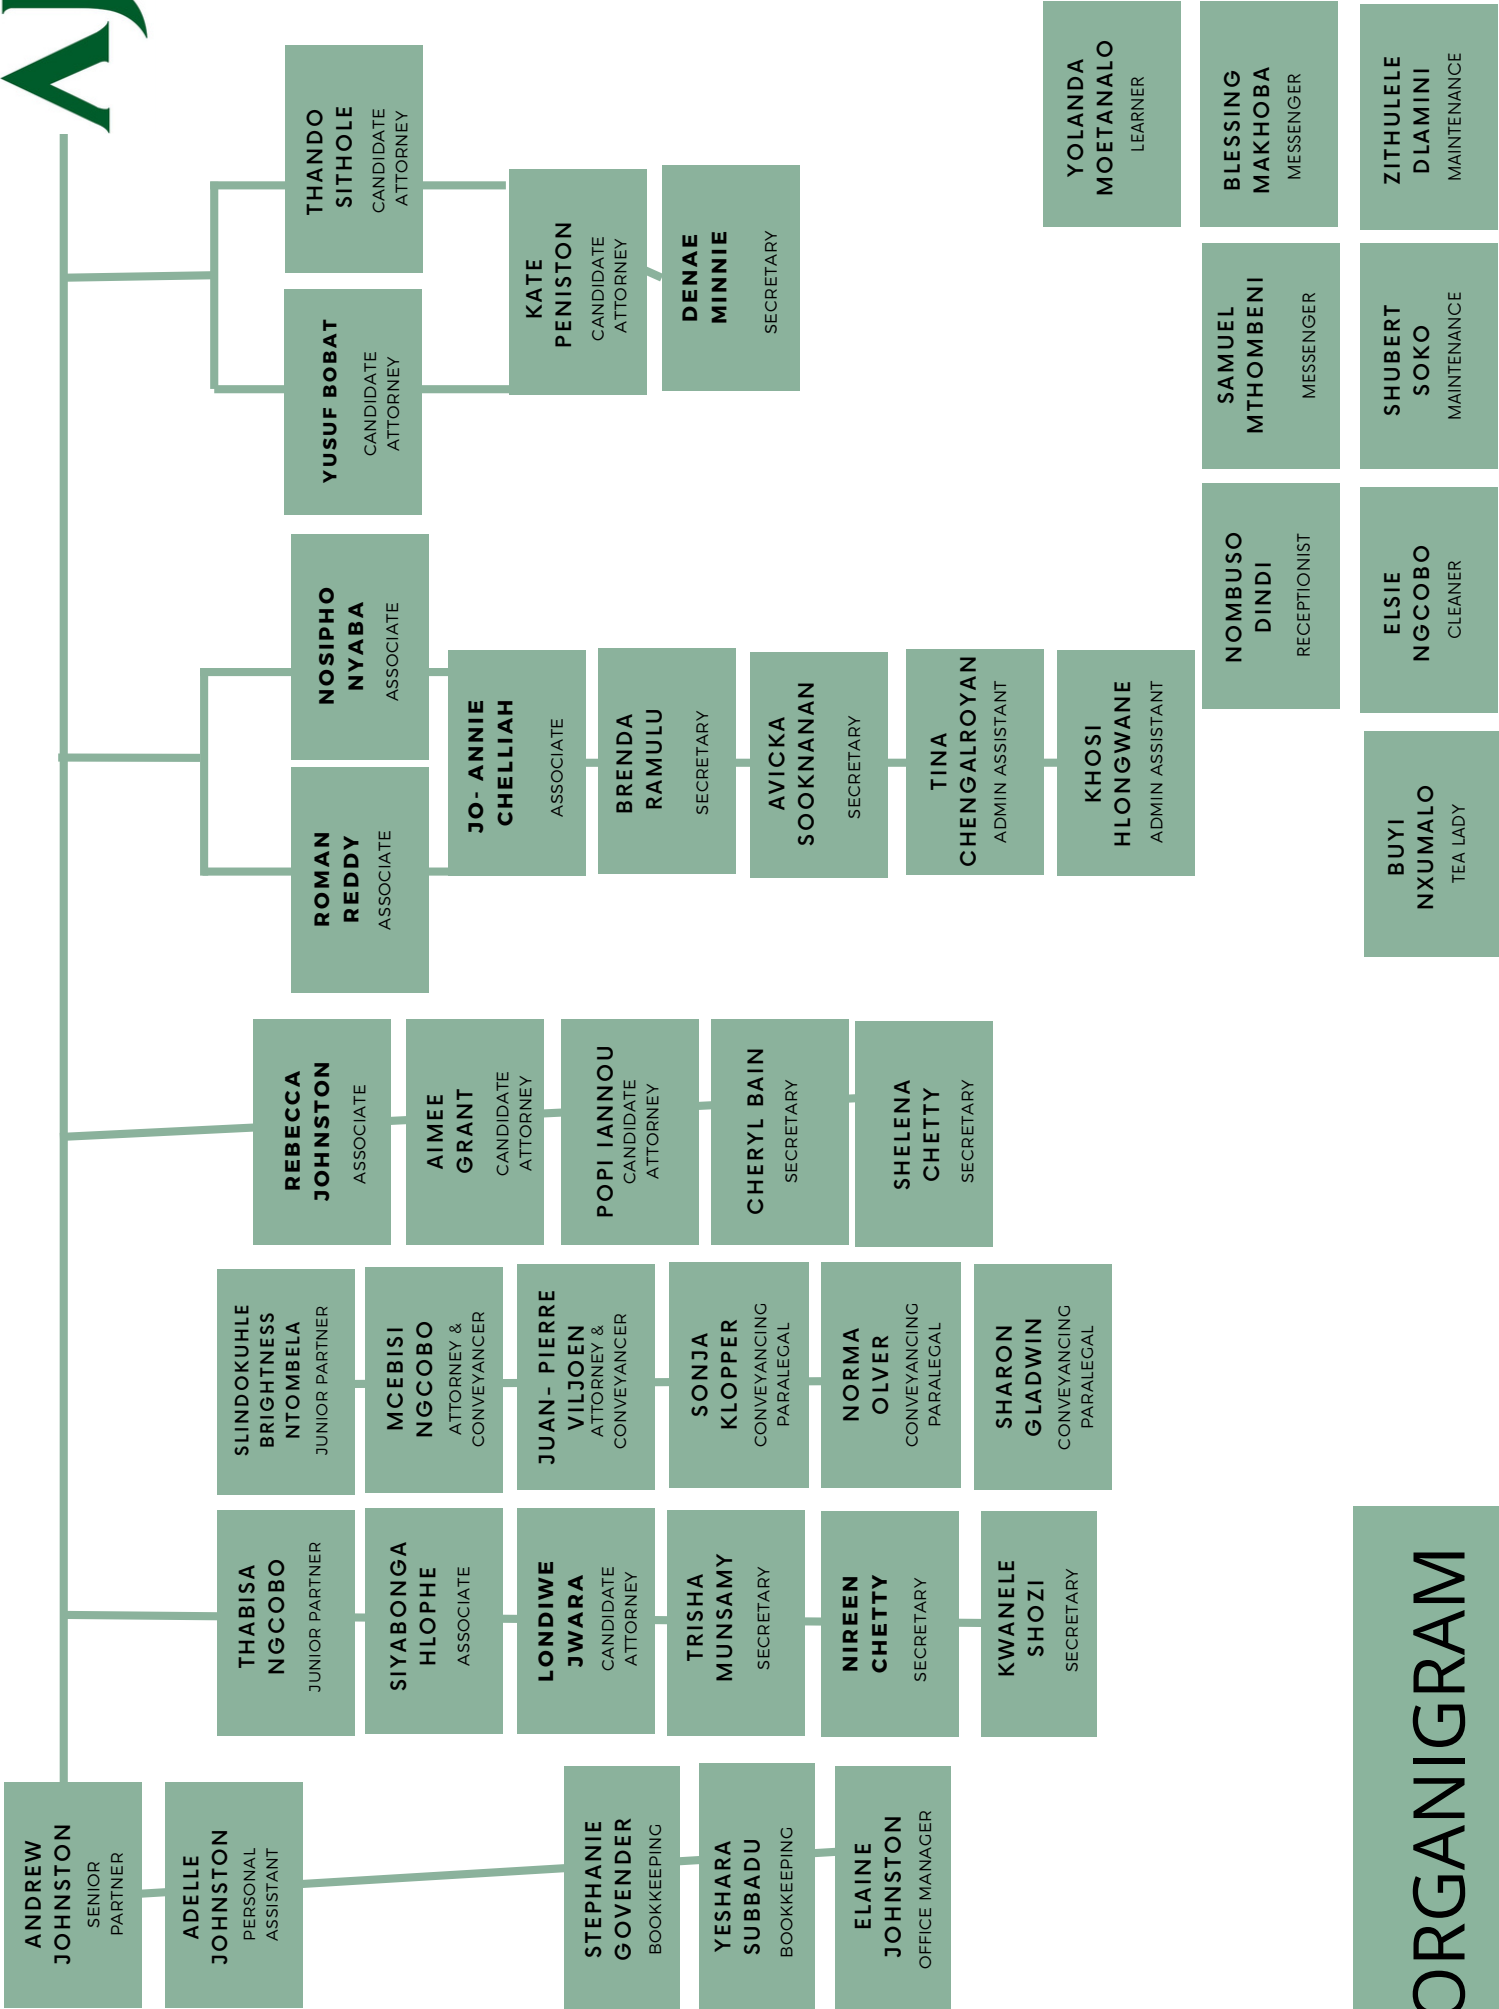 AJ
ANDREW
JOHNSTON
SENIOR
PARTNER
ADELLE
JOHNSTON
PERSONAL
ASSISTANT
STEPHANIE
GOVENDER
BOOKKEEPING
YESHARA
SUBBADU
BOOKKEEPING
ELAINE
JOHNSTON
OFFICE MANAGER
THABISA
NGCOBO
JUNIOR PARTNER
SIYABONGA
HLOPHE
ASSOCIATE
LONDIWE
JWARA
CANDIDATE
ATTORNEY
TRISHA
MUNSAMY
SECRETARY
NIREEN
CHETTY
SECRETARY
KWANELE
SHOZI
SECRETARY
SLINDOKUHLE
BRIGHTNESS
NTOMBELA
JUNIOR PARTNER
MCEBISI
NGCOBO
ATTORNEY &
CONVEYANCER
JUAN- PIERRE
VILJOEN
ATTORNEY &
CONVEYANCER
SONJA
KLOPPER
CONVEYANCING
PARALEGAL
NORMA
OLVER
CONVEYANCING
PARALEGAL
SHARON
GLADWIN
CONVEYANCING
PARALEGAL
REBECCA
JOHNSTON
ASSOCIATE
AIMEE
GRANT
CANDIDATE
ATTORNEY
POPI IANNOU
CANDIDATE
ATTORNEY
CHERYL BAIN
SECRETARY
SHELENA
CHETTY
SECRETARY
ROMAN
REDDY
ASSOCIATE
NOSIPHO
NYABA
ASSOCIATE
JO- ANNIE
CHELLIAH
ASSOCIATE
BRENDA
RAMULU
SECRETARY
AVICKA
SOOKNANAN
SECRETARY
TINA
CHENGALROYAN
ADMIN ASSISTANT
KHOSI
HLONGWANE
ADMIN ASSISTANT
YUSUF BOBAT
CANDIDATE
ATTORNEY
THANDO
SITHOLE
CANDIDATE
ATTORNEY
KATE
PENISTON
CANDIDATE
ATTORNEY
DENAE
MINNIE
SECRETARY
YOLANDA
MOETANALO
LEARNER
NOMBUSO
DINDI
RECEPTIONIST
SAMUEL
MTHOMBENI
MESSENGER
BLESSING
MAKHOBA
MESSENGER
BUYI
NXUMALO
TEA LADY
ELSIE
NGCOBO
CLEANER
SHUBERT
SOKO
MAINTENANCE
ZITHULELE
DLAMINI
MAINTENANCE
ORGANIGRAM